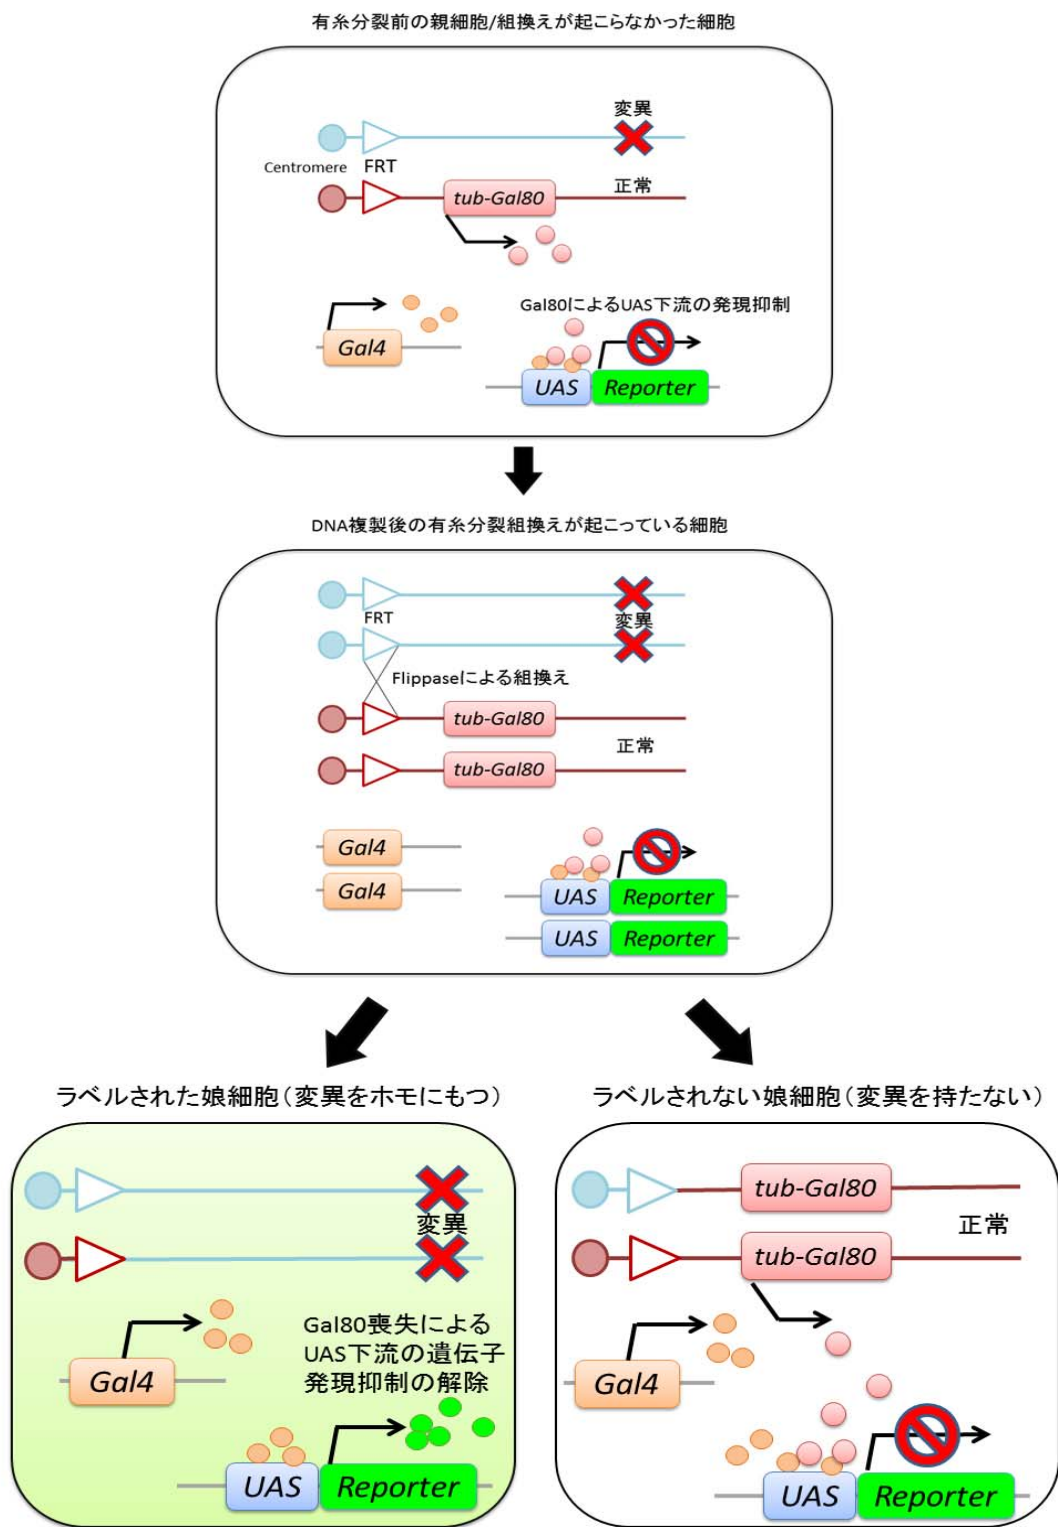 有糸分裂前の親細胞/組換えが起こらなかった細胞
変異
Centromere
FRT
tub-Gal80
正常
Gal80によるUAS下流の発現抑制
Gal4
UAS
Reporter
DNA複製後の有糸分裂組換えが起こっている細胞
FRT
変異
Flippaseによる組換え
tub-Gal80
正常
tub-Gal80
Gal4
Gal4
UAS
Reporter
UAS
Reporter
ラベルされた娘細胞(変異をホモにもつ)
変異
Gal80喪失による
UAS下流の遺伝子
発現抑制の解除
Gal4
UAS
Reporter
ラベルされない娘細胞(変異を持たない)
tub-Gal80
正常
tub-Gal80
Gal4
UAS
Reporter